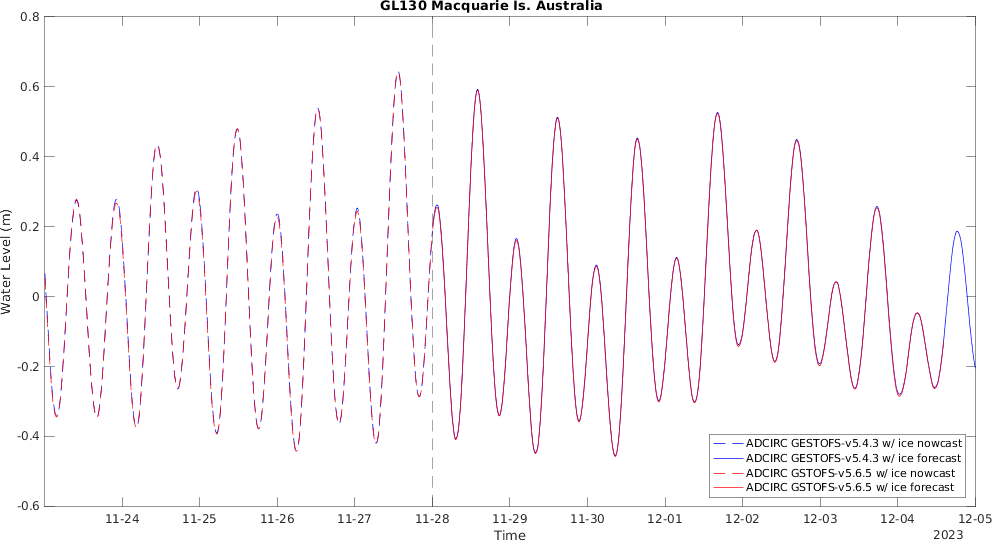 GL130 Macquarie Is. Australia
0.8
0.6
0.4
0.2
0
-0.2
-0.4
-0.6
Water Level (m)
ADCIRC GESTOFS-v5.4.3 w/ ice nowcast
ADCIRC GESTOFS-v5.4.3 w/ ice forecast
ADCIRC GSTOFS-v5.6.5 w/ ice nowcast
ADCIRC GSTOFS-v5.6.5 w/ ice forecast
11-24 11-25 11-26 11-27 11-28 11-29 11-30 12-01 12-02 12-03 12-04 12-05
Time
2023